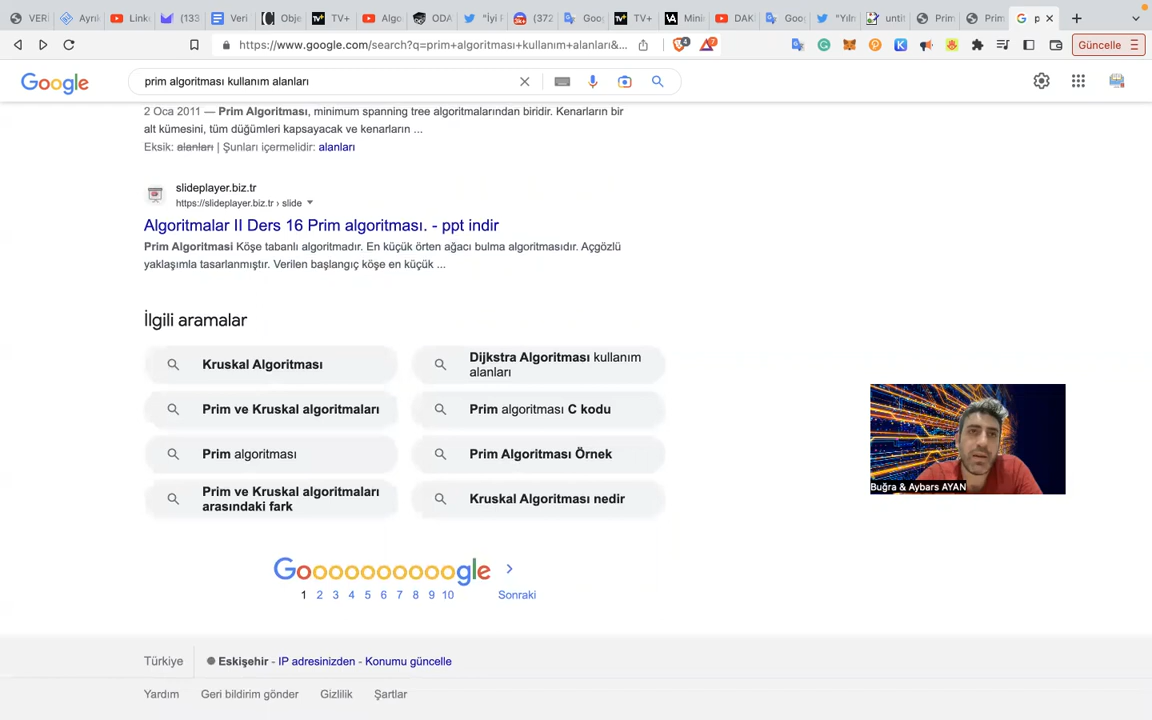 VERİ
Ayrık
Linke
(133
Veri
Obje
TV+
Algo
ODA
"İyi F
(372
Goo
TV+
Mini
DAK
Goo
"Yılm
untit
Prim
Prim
p
https://www.google.com/search?q=prim+algoritması+kullanım+alanları&...
4
7
Güncelle
Google
prim algoritması kullanım alanları
2 Oca 2011 — Prim Algoritması, minimum spanning tree algoritmalarından biridir. Kenarların bir
alt kümesini, tüm düğümleri kapsayacak ve kenarların ...
Eksik: alanları | Şunları içermelidir: alanları
slideplayer.biz.tr
https://slideplayer.biz.tr › slide
Algoritmalar II Ders 16 Prim algoritması. - ppt indir
Prim Algoritmasi Köşe tabanlı algoritmadır. En küçük örten ağacı bulma algoritmasıdır. Açgözlü
yaklaşımla tasarlanmıştır. Verilen başlangıç köşe en küçük ...
İlgili aramalar
Kruskal Algoritması
Dijkstra Algoritması kullanım
alanları
Prim ve Kruskal algoritmaları
Prim algoritması C kodu
Prim algoritması
Prim Algoritması Örnek
Prim ve Kruskal algoritmaları
arasındaki fark
Kruskal Algoritması nedir
Buğra & Aybars AYAN
Goooooooooogle
1 2 3 4 5 6 7 8 9 10 Sonraki
Türkiye
Eskişehir - IP adresinizden - Konumu güncelle
Yardım Geri bildirim gönder Gizlilik Şartlar